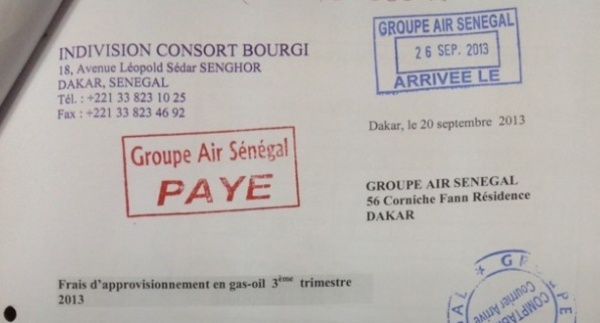 INDIVISION CONSORT BOURGI
18, Avenue Léopold Sédar SENGHOR
DAKAR, SENEGAL
Tél. : +221 33 823 10 25
Fax : +221 33 823 46 92
GROUPE AIR SENEGAL
26 SEP. 2013
ARRIVEE LE
Dakar, le 20 septembre 2013
Groupe Air Sénégal
PAYE
GROUPE AIR SENEGAL
56 Corniche Fann Résidence
DAKAR
Frais d'approvisionnement en gas-oil 3ème trimestre
2013
Courrier Arrivé